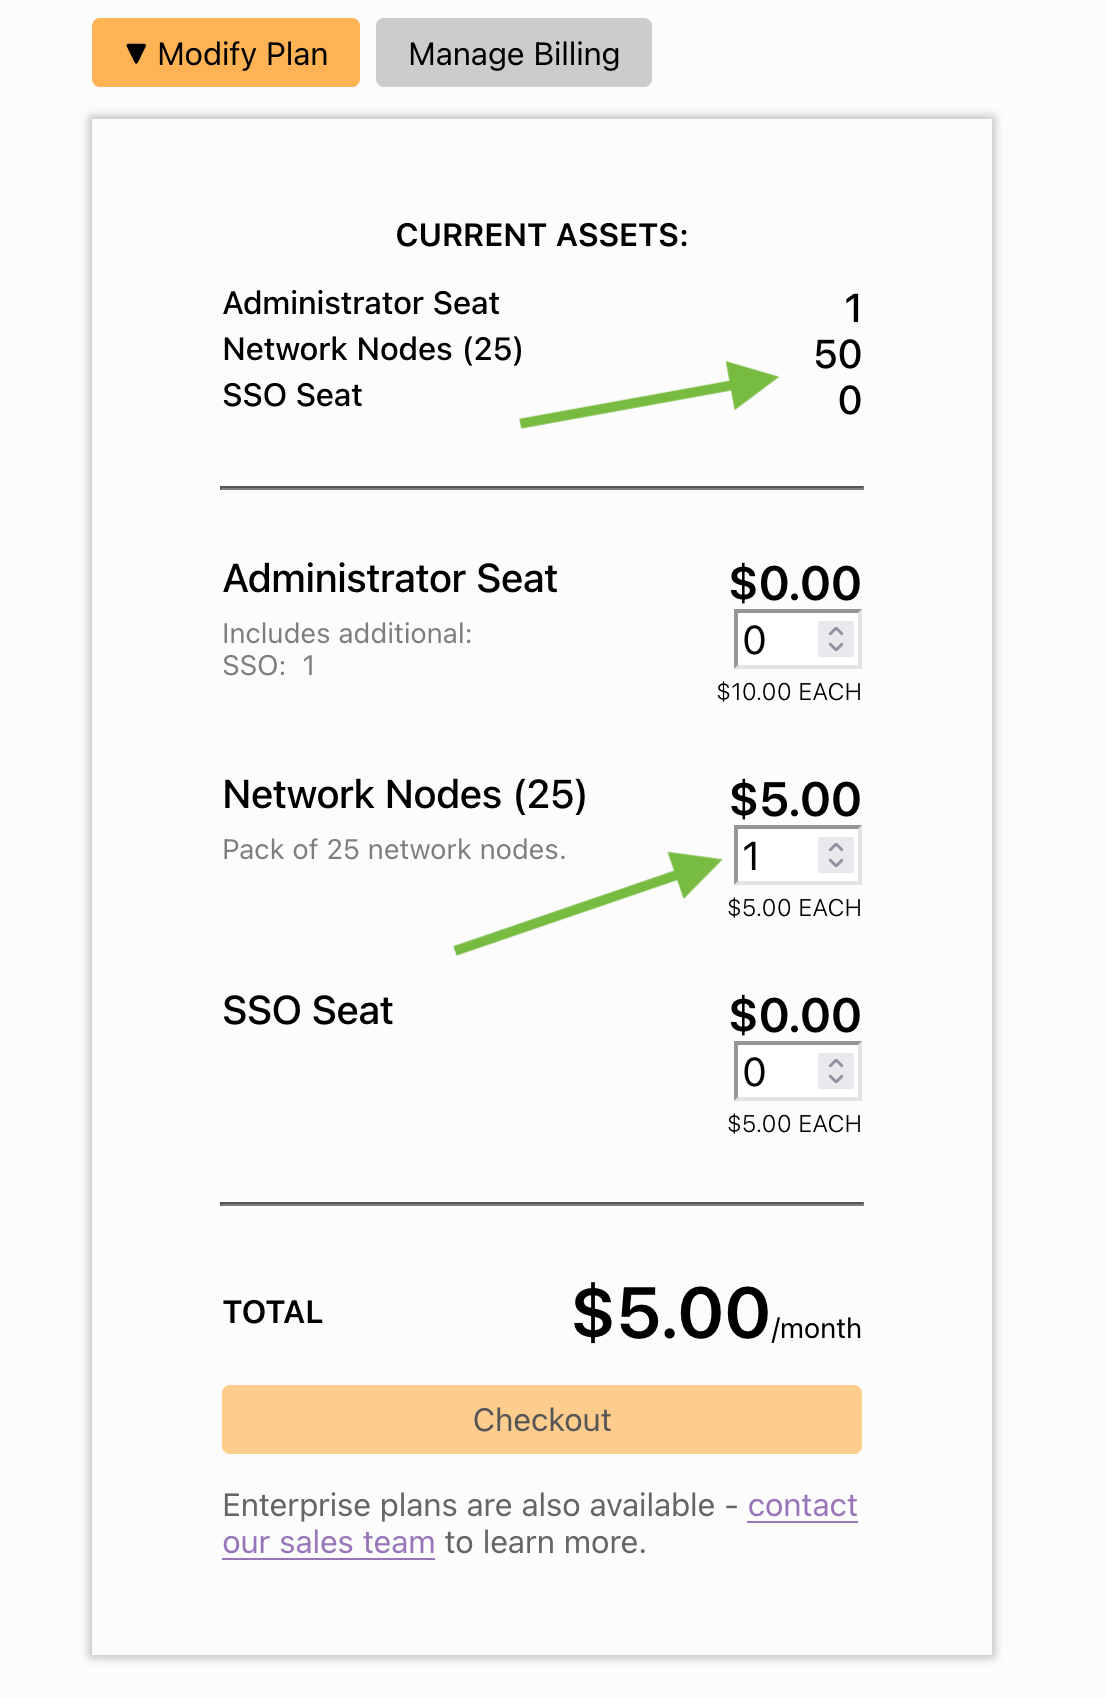 ▼ Modify Plan
Manage Billing
CURRENT ASSETS:
Administrator Seat 1
Network Nodes (25) 50
SSO Seat 0
Administrator Seat $0.00
Includes additional: 0
SSO: 1
$10.00 EACH
Network Nodes (25) $5.00
Pack of 25 network nodes. 1
$5.00 EACH
SSO Seat $0.00
0
$5.00 EACH
TOTAL $5.00/month
Checkout
Enterprise plans are also available - contact
our sales team to learn more.